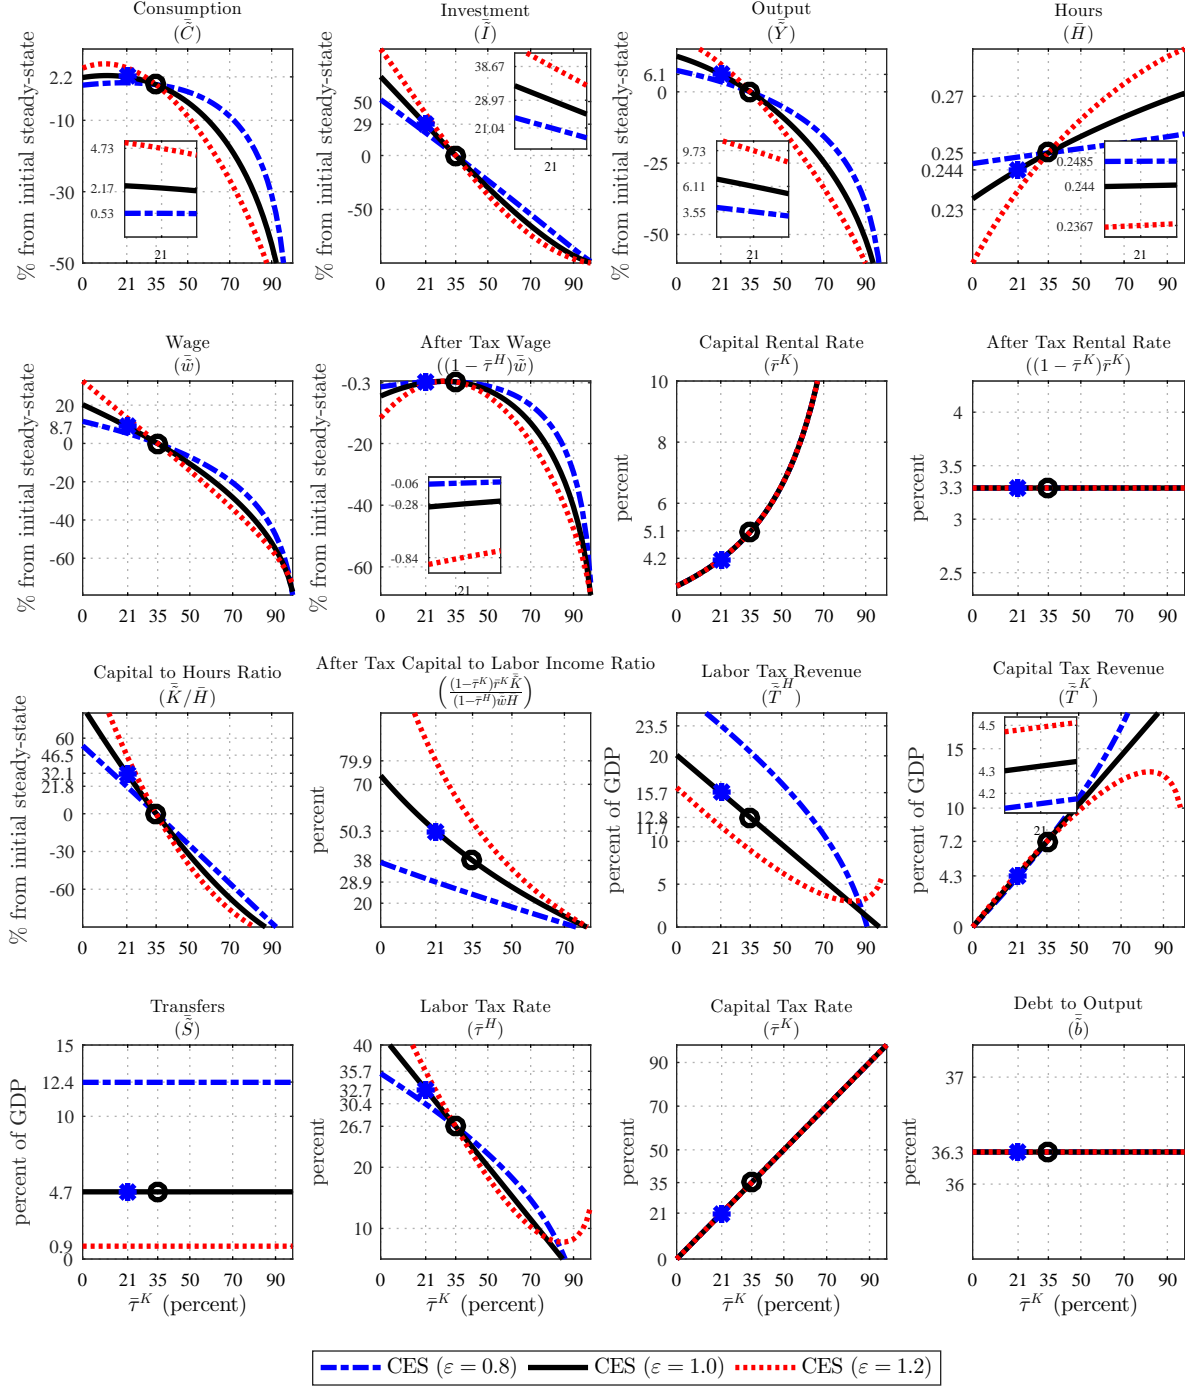 Consumption
(C̃̄)
% from initial steady-state
2.2
-10
-30
-50
4.73
2.17
0.53
21
0 21 35 50 70 90
Investment
(Ĩ̄)
% from initial steady-state
50
29
0
-50
38.67
28.97
21.04
21
0 21 35 50 70 90
Output
(Ỹ̄)
% from initial steady-state
6.1
0
-25
-50
9.73
6.11
3.55
21
0 21 35 50 70 90
Hours
(H̄)
0.27
0.25
0.244
0.23
0.2485
0.244
0.2367
21
0 21 35 50 70 90
Wage
(w̃̄)
% from initial steady-state
20
8.7
0
-20
-40
-60
0 21 35 50 70 90
After Tax Wage
((1 − τ̄^H)w̃̄)
% from initial steady-state
-0.3
-20
-40
-60
-0.06
-0.28
-0.84
21
0 21 35 50 70 90
Capital Rental Rate
(r̄^K)
percent
10
8
6
5.1
4.2
0 21 35 50 70 90
After Tax Rental Rate
((1 − τ̄^K)r̄^K)
percent
4
3.5
3.3
3
2.5
0 21 35 50 70 90
Capital to Hours Ratio
(K̃̄/H̄)
% from initial steady-state
60
46.5
32.1
21.8
0
-30
-60
0 21 35 50 70 90
After Tax Capital to Labor Income Ratio
((1−τ̄^K)r̄^K K̃̄ / (1−τ̄^H)w̃̄H̄)
percent
79.9
70
50.3
38
28.9
20
0 21 35 50 70
Labor Tax Revenue
(T̃̄^H)
percent of GDP
23.5
20
15.7
12.8
11.7
10
5
0
0 21 35 50 70 90
Capital Tax Revenue
(T̃̄^K)
percent of GDP
15
10
7.2
4.3
0
4.5
4.3
4.2
21
0 21 35 50 70 90
Transfers
(S̃̄)
percent of GDP
15
12.4
10
4.7
0.9
0
0 21 35 50 70 90
τ̄^K (percent)
Labor Tax Rate
(τ̄^H)
percent
40
35.7
32.7
30.4
26.7
20
10
0 21 35 50 70 90
τ̄^K (percent)
Capital Tax Rate
(τ̄^K)
percent
90
70
50
35
21
0
0 21 35 50 70 90
τ̄^K (percent)
Debt to Output
(b̃̄)
percent
37
36.3
36
0 21 35 50 70 90
τ̄^K (percent)
CES (ε = 0.8) CES (ε = 1.0) CES (ε = 1.2)